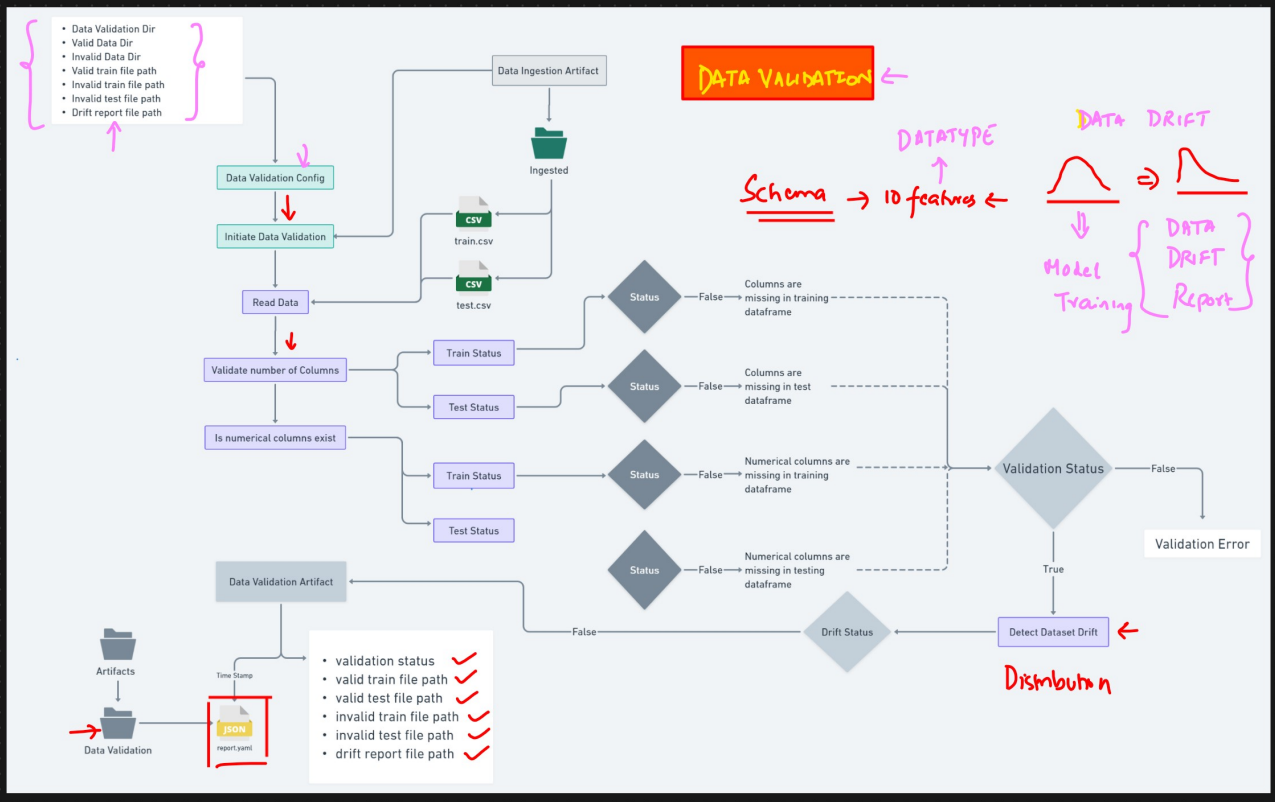 • Data Validation Dir
• Valid Data Dir
• Invalid Data Dir
• Valid train file path
• Invalid train file path
• Invalid test file path
• Drift report file path
Data Ingestion Artifact
DATA VALIDATION
Ingested
DATATYPE
DATA DRIFT
Schema → 10 features ←
⇒
Data Validation Config
Initiate Data Validation
train.csv
CSV
test.csv
CSV
Model
Training
DATA
DRIFT
Report
Read Data
Validate number of Columns
Train Status
Test Status
Status
False
Columns are
missing in training
dataframe
Status
False
Columns are
missing in test
dataframe
Is numerical columns exist
Train Status
Test Status
Status
False
Numerical columns are
missing in training
dataframe
Status
False
Numerical columns are
missing in testing
dataframe
Validation Status
False
Validation Error
True
Detect Dataset Drift
Distribution
Drift Status
False
Data Validation Artifact
Artifacts
Data Validation
Time Stamp
JSON
report.yaml
• validation status
• valid train file path
• valid test file path
• invalid train file path
• invalid test file path
• drift report file path